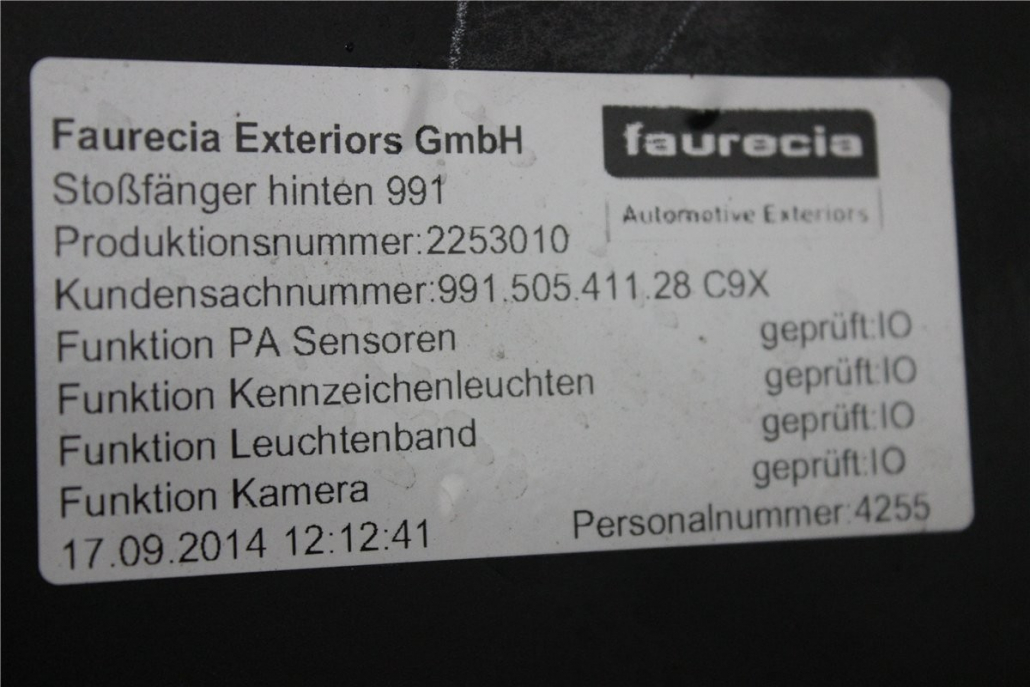 Faurecia Exteriors GmbH
faurecia
Automotive Exteriors
Stoßfänger hinten 991
Produktionsnummer:2253010
Kundensachnummer:991.505.411.28 C9X
Funktion PA Sensoren geprüft:IO
Funktion Kennzeichenleuchten geprüft:IO
Funktion Leuchtenband geprüft:IO
Funktion Kamera geprüft:IO
17.09.2014 12:12:41 Personalnummer:4255